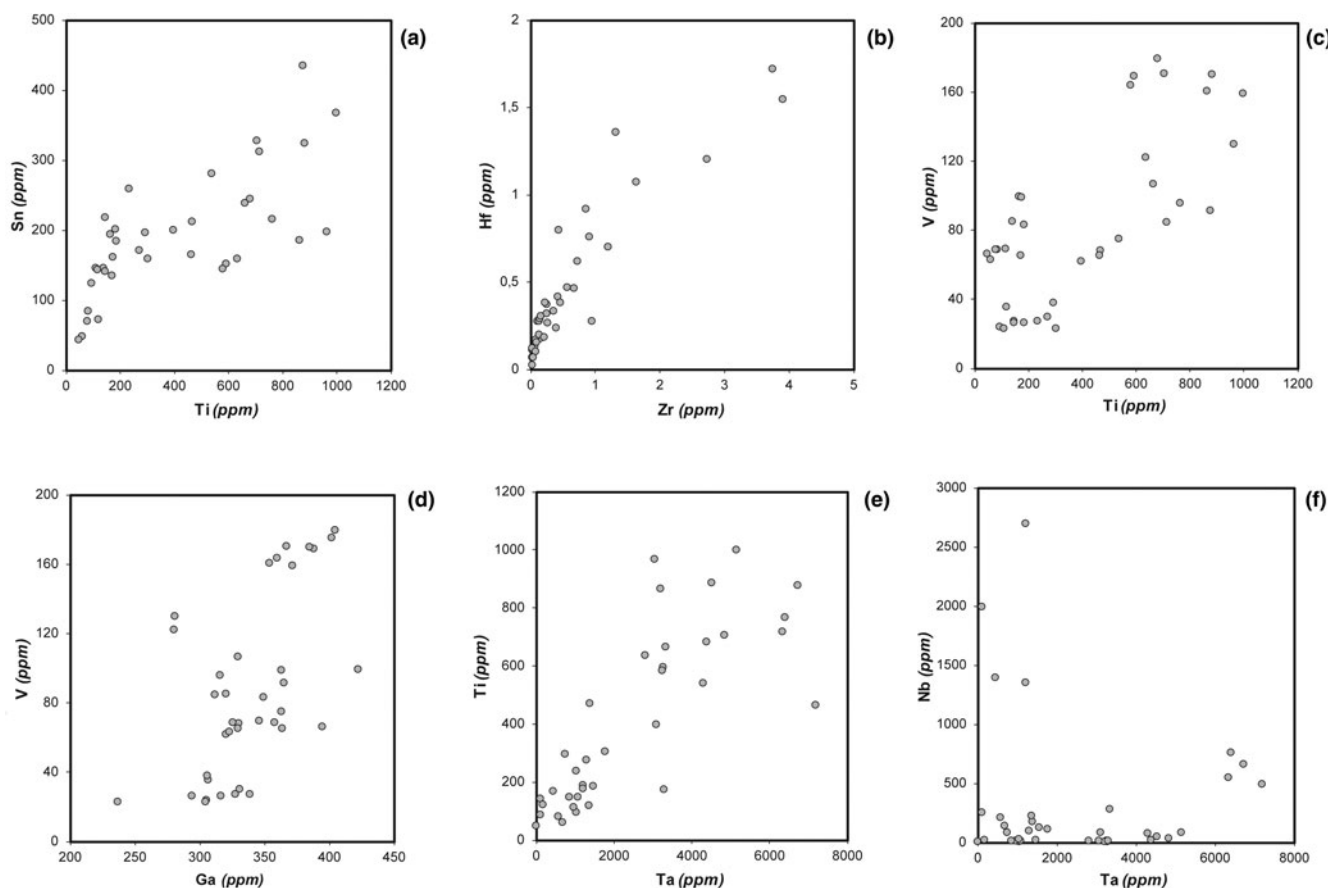 500
400
300
200
100
0
0 200 400 600 800 1000 1200
Sn (ppm)
Ti (ppm)
(a)
2
1,5
1
0,5
0
0 1 2 3 4 5
Hf (ppm)
Zr (ppm)
(b)
200
160
120
80
40
0
0 200 400 600 800 1000 1200
V (ppm)
Ti (ppm)
(c)
200
160
120
80
40
0
200 250 300 350 400 450
V (ppm)
Ga (ppm)
(d)
1200
1000
800
600
400
200
0
0 2000 4000 6000 8000
Ti (ppm)
Ta (ppm)
(e)
3000
2500
2000
1500
1000
500
0
0 2000 4000 6000 8000
Nb (ppm)
Ta (ppm)
(f)